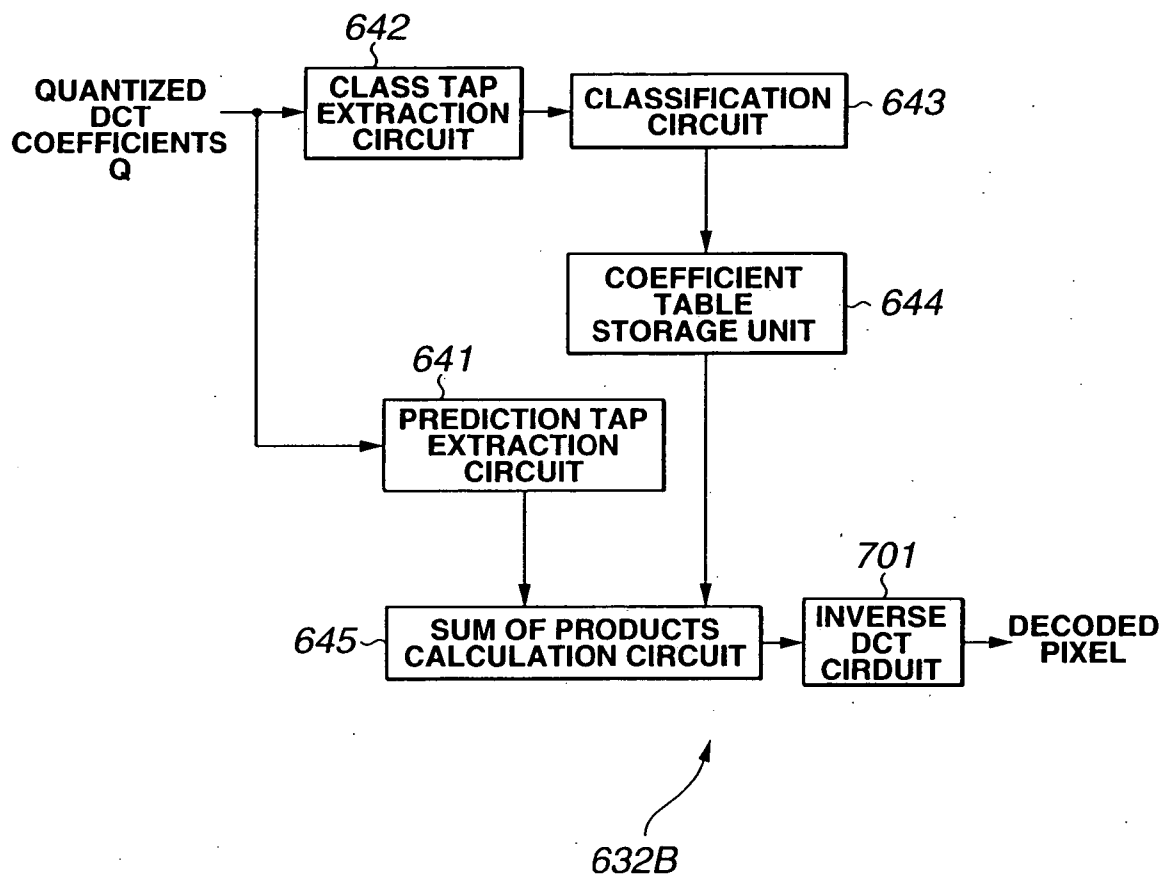 642
QUANTIZED
DCT
COEFFICIENTS
Q
CLASS TAP
EXTRACTION
CIRCUIT
CLASSIFICATION
CIRCUIT
643
COEFFICIENT
TABLE
STORAGE UNIT
644
641
PREDICTION TAP
EXTRACTION
CIRCUIT
645
SUM OF PRODUCTS
CALCULATION CIRCUIT
701
INVERSE
DCT
CIRDUIT
DECODED
PIXEL
632B